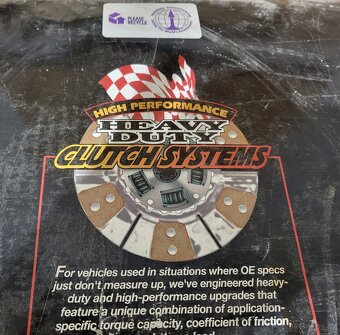 PLEASE
RECYCLE
HIGH PERFORMANCE
HEAVY
DUTY
CLUTCH SYSTEMS
For vehicles used in situations where OE specs
just don't measure up, we've engineered heavy-
duty and high-performance upgrades that
feature a unique combination of application-
specific torque capacity, coefficient of friction,